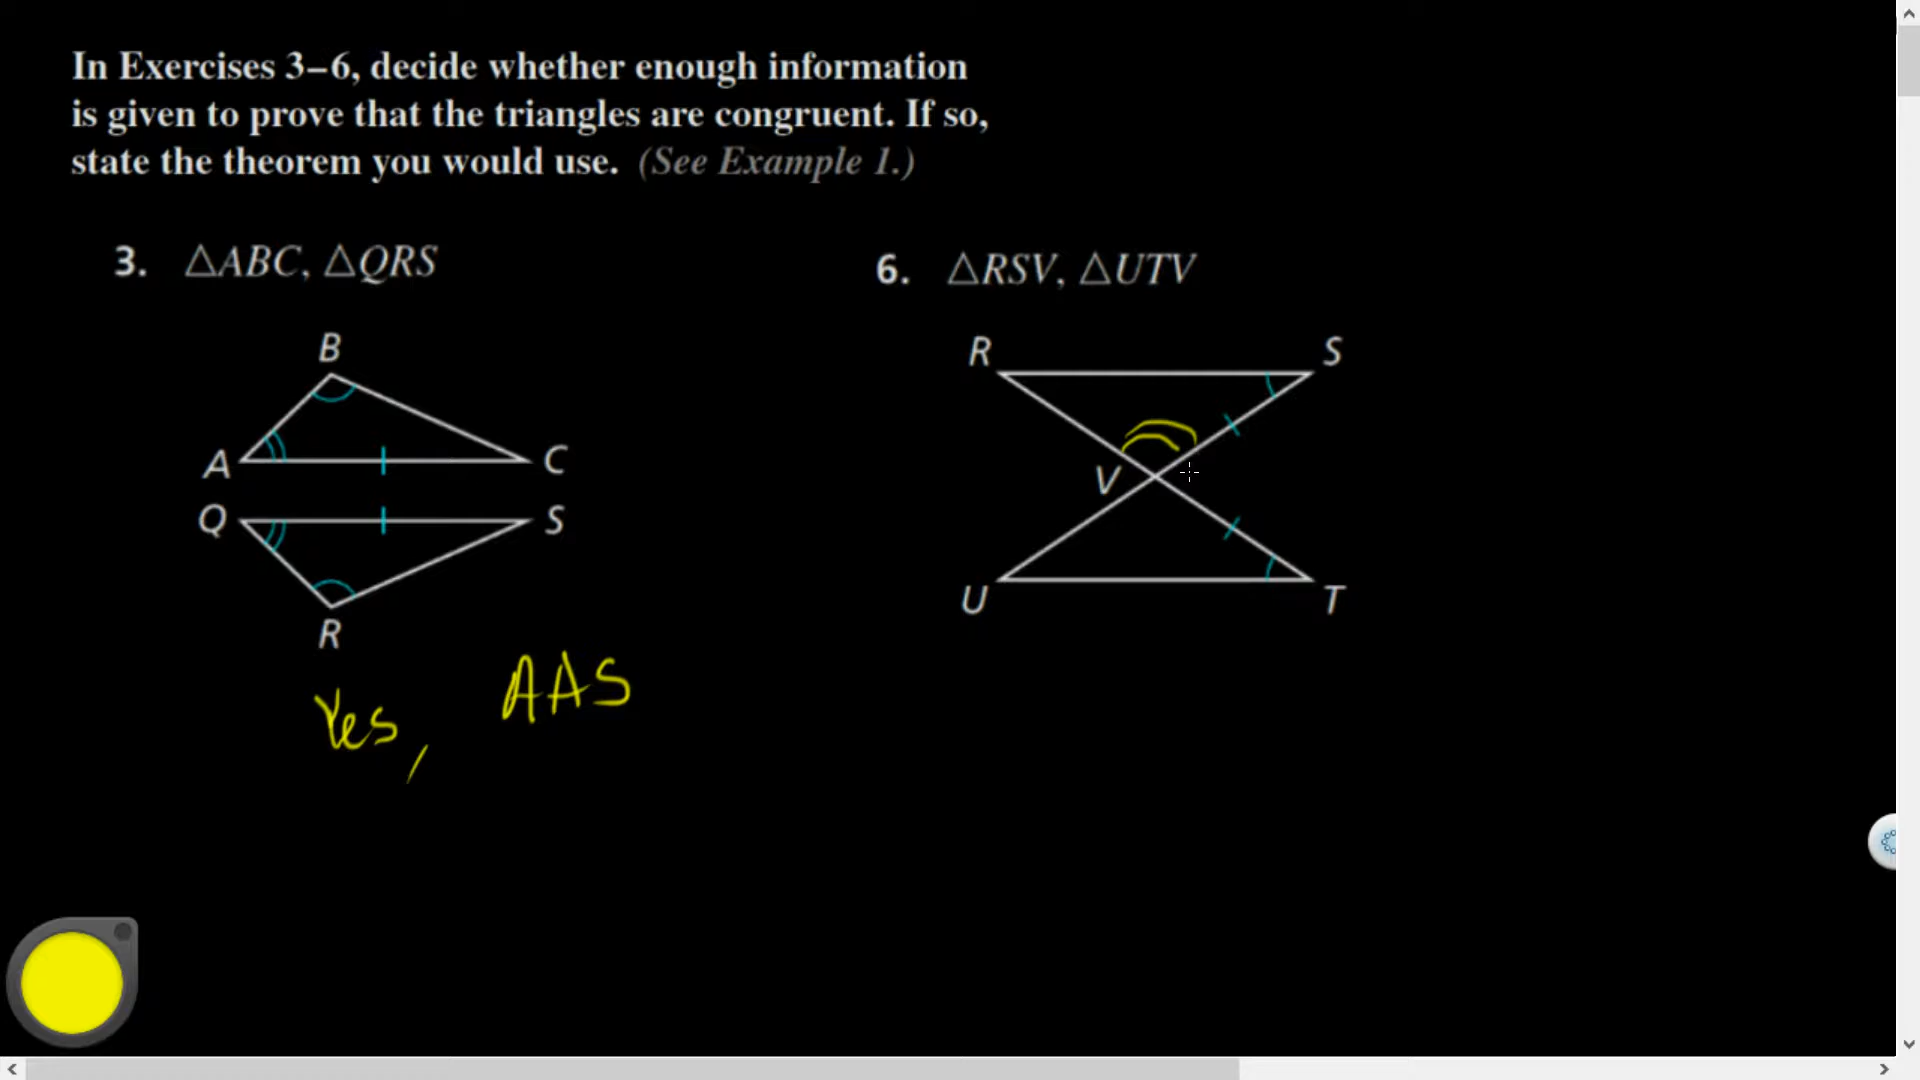 In Exercises 3–6, decide whether enough information
is given to prove that the triangles are congruent. If so,
state the theorem you would use. (See Example 1.)
3. △ABC, △QRS
B
A
C
Q
S
R
Yes, AAS
6. △RSV, △UTV
R
S
V
U
T